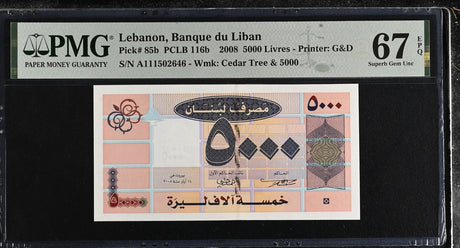 PMG
PAPER MONEY GUARANTY
Lebanon, Banque du Liban
Pick# 85b PCLB 116b 2008 5000 Livres - Printer: G&D
S/N A111502646 - Wmk: Cedar Tree & 5000
67
EPQ
Superb Gem Unc
مصرف لبنان
٥٠٠٠
٥٠٠٠
الحاكم
خمسة آلاف ليرة